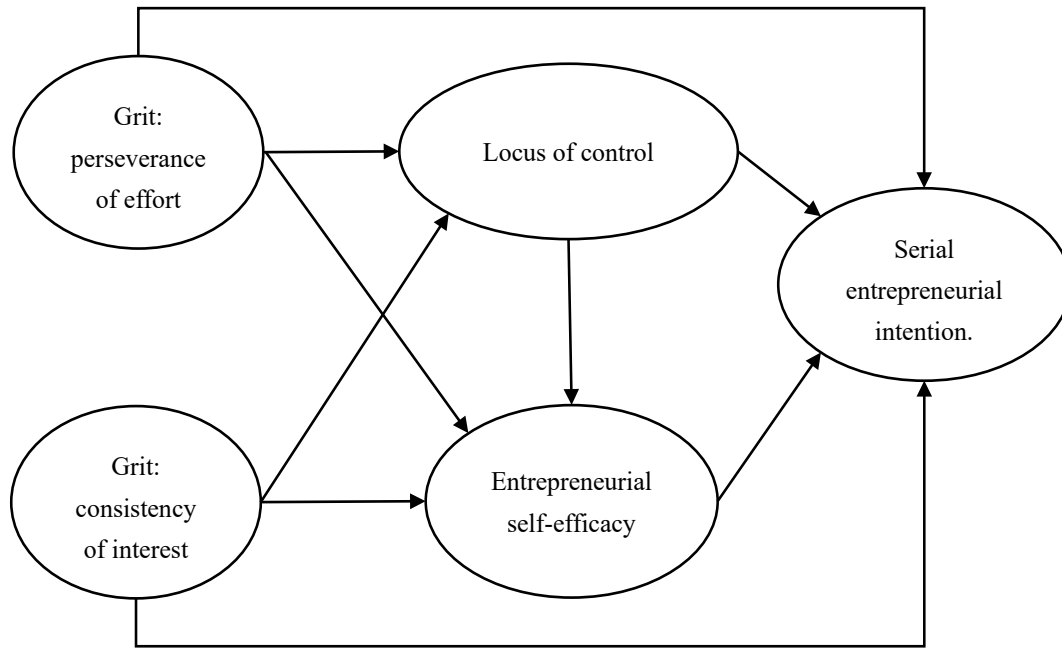 Grit:
perseverance
of effort
Locus of control
Serial
entrepreneurial
intention.
Grit:
consistency
of interest
Entrepreneurial
self-efficacy